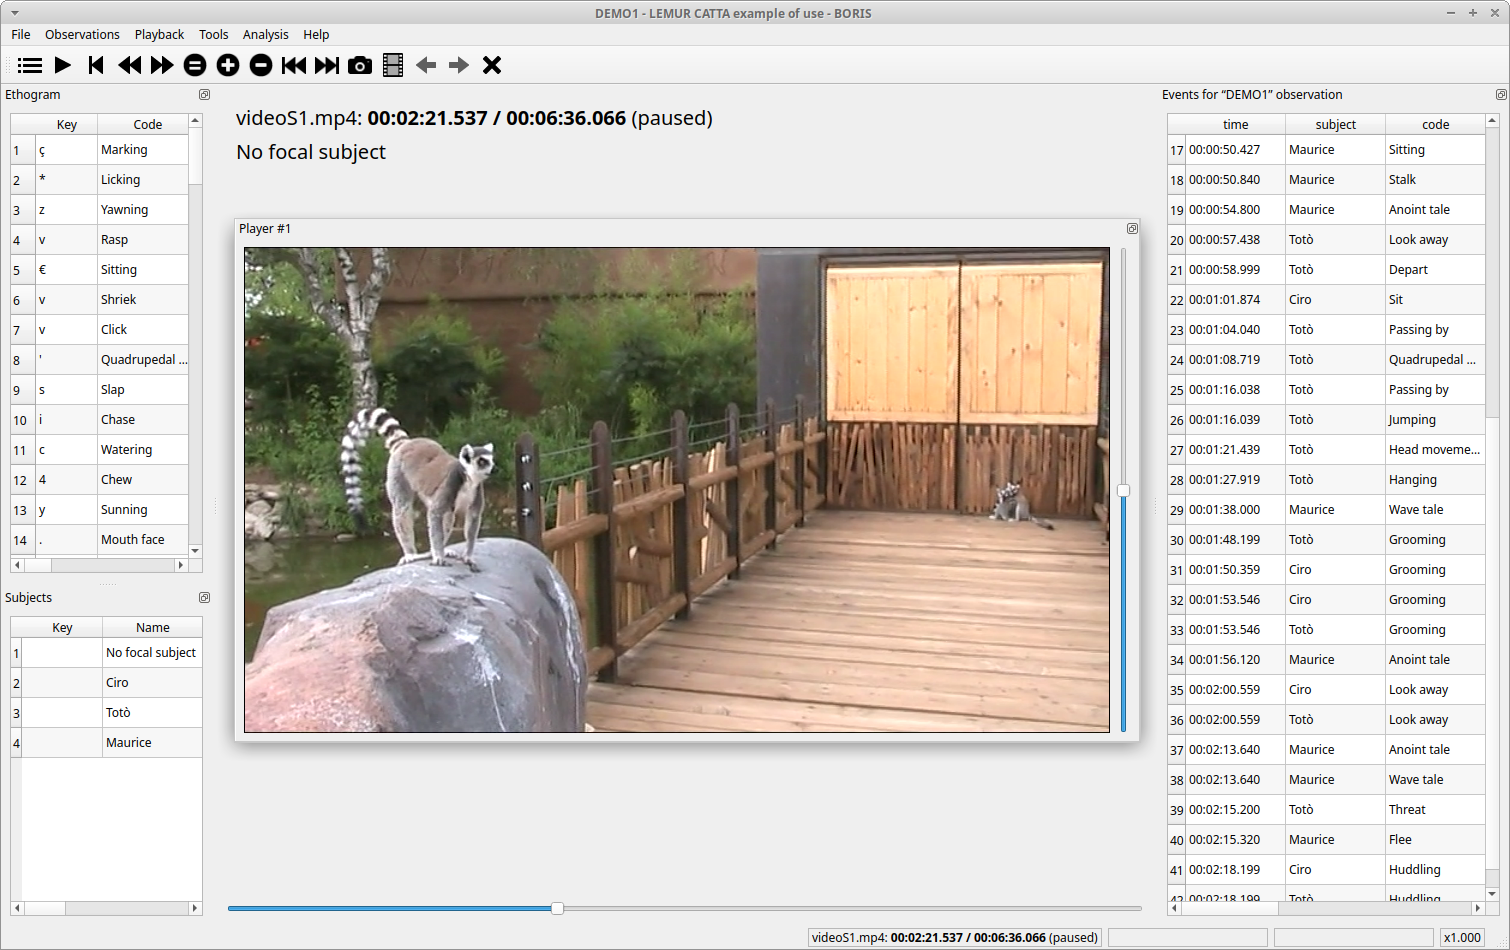 DEMO1 - LEMUR CATTA example of use - BORIS
File Observations Playback Tools Analysis Help
Ethogram
Key Code
1 ç Marking
2 * Licking
3 z Yawning
4 v Rasp
5 € Sitting
6 v Shriek
7 v Click
8 ' Quadrupedal ...
9 s Slap
10 i Chase
11 c Watering
12 4 Chew
13 y Sunning
14 . Mouth face
Subjects
Key Name
1 No focal subject
2 Ciro
3 Totò
4 Maurice
videoS1.mp4: 00:02:21.537 / 00:06:36.066 (paused)
No focal subject
Player #1
Events for “DEMO1” observation
time subject code
17 00:00:50.427 Maurice Sitting
18 00:00:50.840 Maurice Stalk
19 00:00:54.800 Maurice Anoint tale
20 00:00:57.438 Totò Look away
21 00:00:58.999 Totò Depart
22 00:01:01.874 Ciro Sit
23 00:01:04.040 Totò Passing by
24 00:01:08.719 Totò Quadrupedal ...
25 00:01:16.038 Totò Passing by
26 00:01:16.039 Totò Jumping
27 00:01:21.439 Totò Head moveme...
28 00:01:27.919 Totò Hanging
29 00:01:38.000 Maurice Wave tale
30 00:01:48.199 Totò Grooming
31 00:01:50.359 Ciro Grooming
32 00:01:53.546 Ciro Grooming
33 00:01:53.546 Totò Grooming
34 00:01:56.120 Maurice Anoint tale
35 00:02:00.559 Ciro Look away
36 00:02:00.559 Totò Look away
37 00:02:13.640 Maurice Anoint tale
38 00:02:13.640 Maurice Wave tale
39 00:02:15.200 Totò Threat
40 00:02:15.320 Maurice Flee
41 00:02:18.199 Ciro Huddling
42 00:02:18.199 Totò Huddling
videoS1.mp4: 00:02:21.537 / 00:06:36.066 (paused)
x1.000